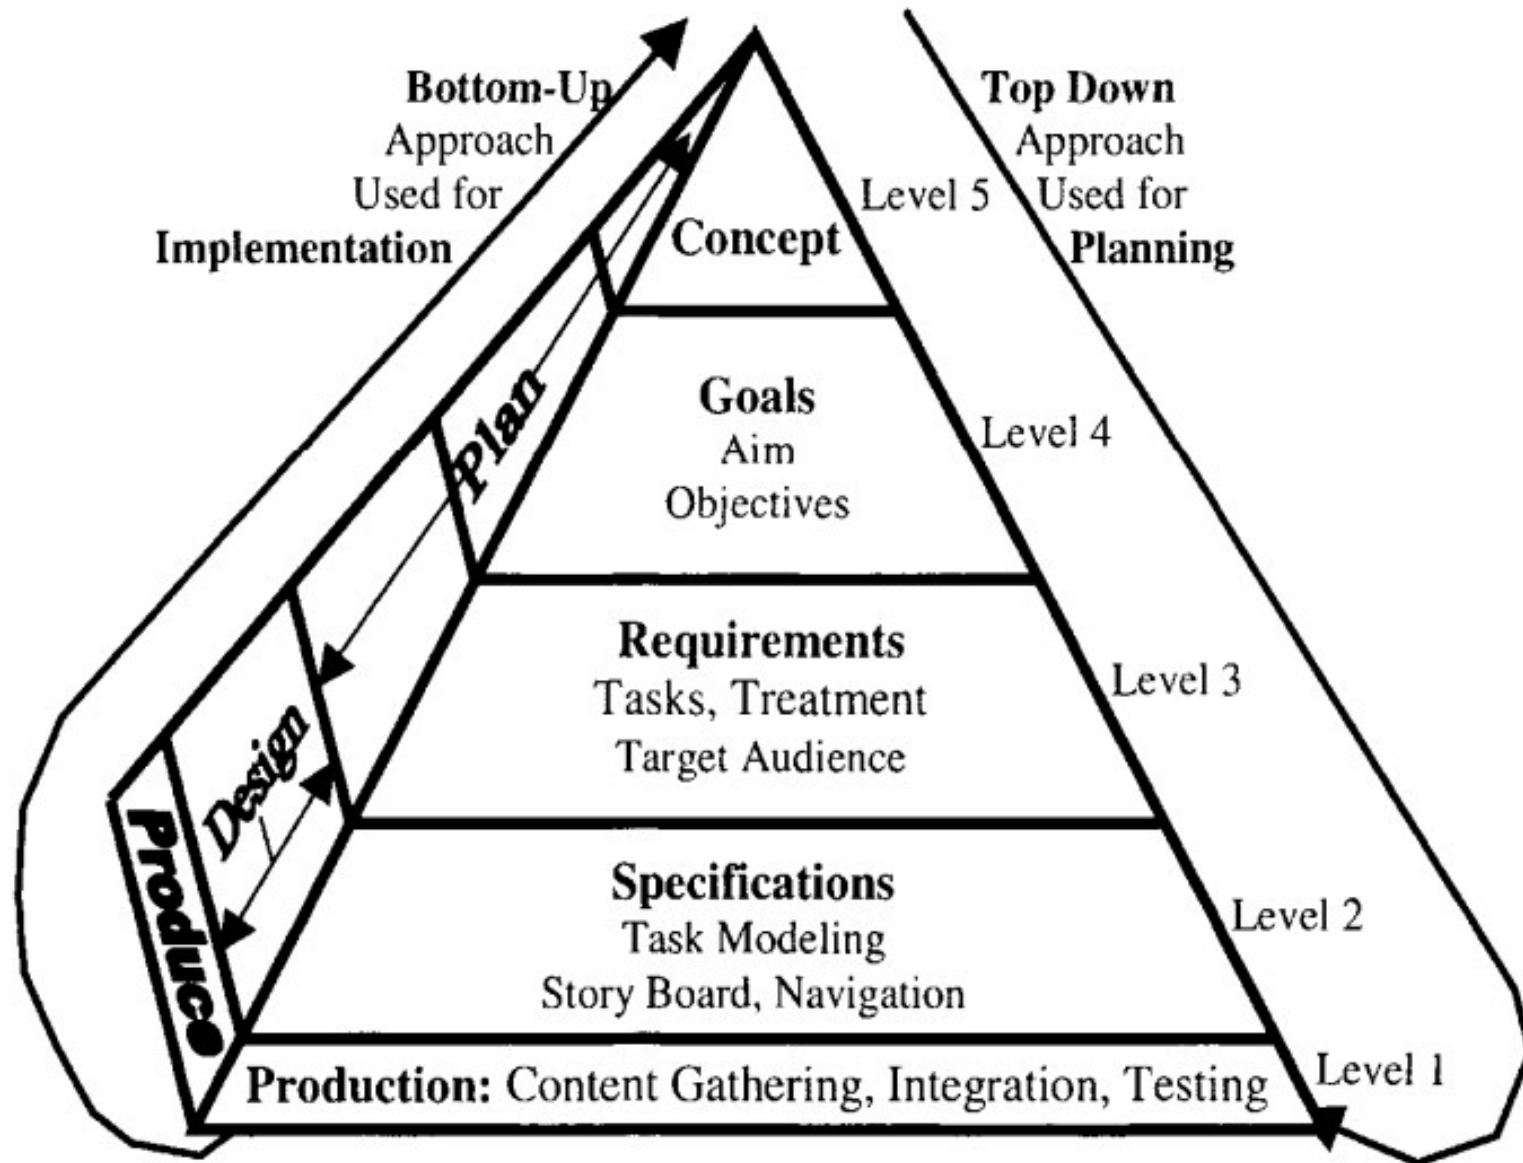 Bottom-Up
Approach
Used for
Implementation
Top Down
Approach
Used for
Planning
Concept
Level 5
Goals
Aim
Objectives
Level 4
Requirements
Tasks, Treatment
Target Audience
Level 3
Specifications
Task Modeling
Story Board, Navigation
Level 2
Production: Content Gathering, Integration, Testing
Level 1
Plan
Design
Produce